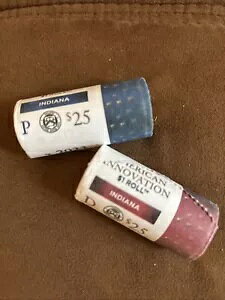 INDIANA
P $25
AMERICAN
INNOVATION
$1 ROLL
INDIANA
D $25